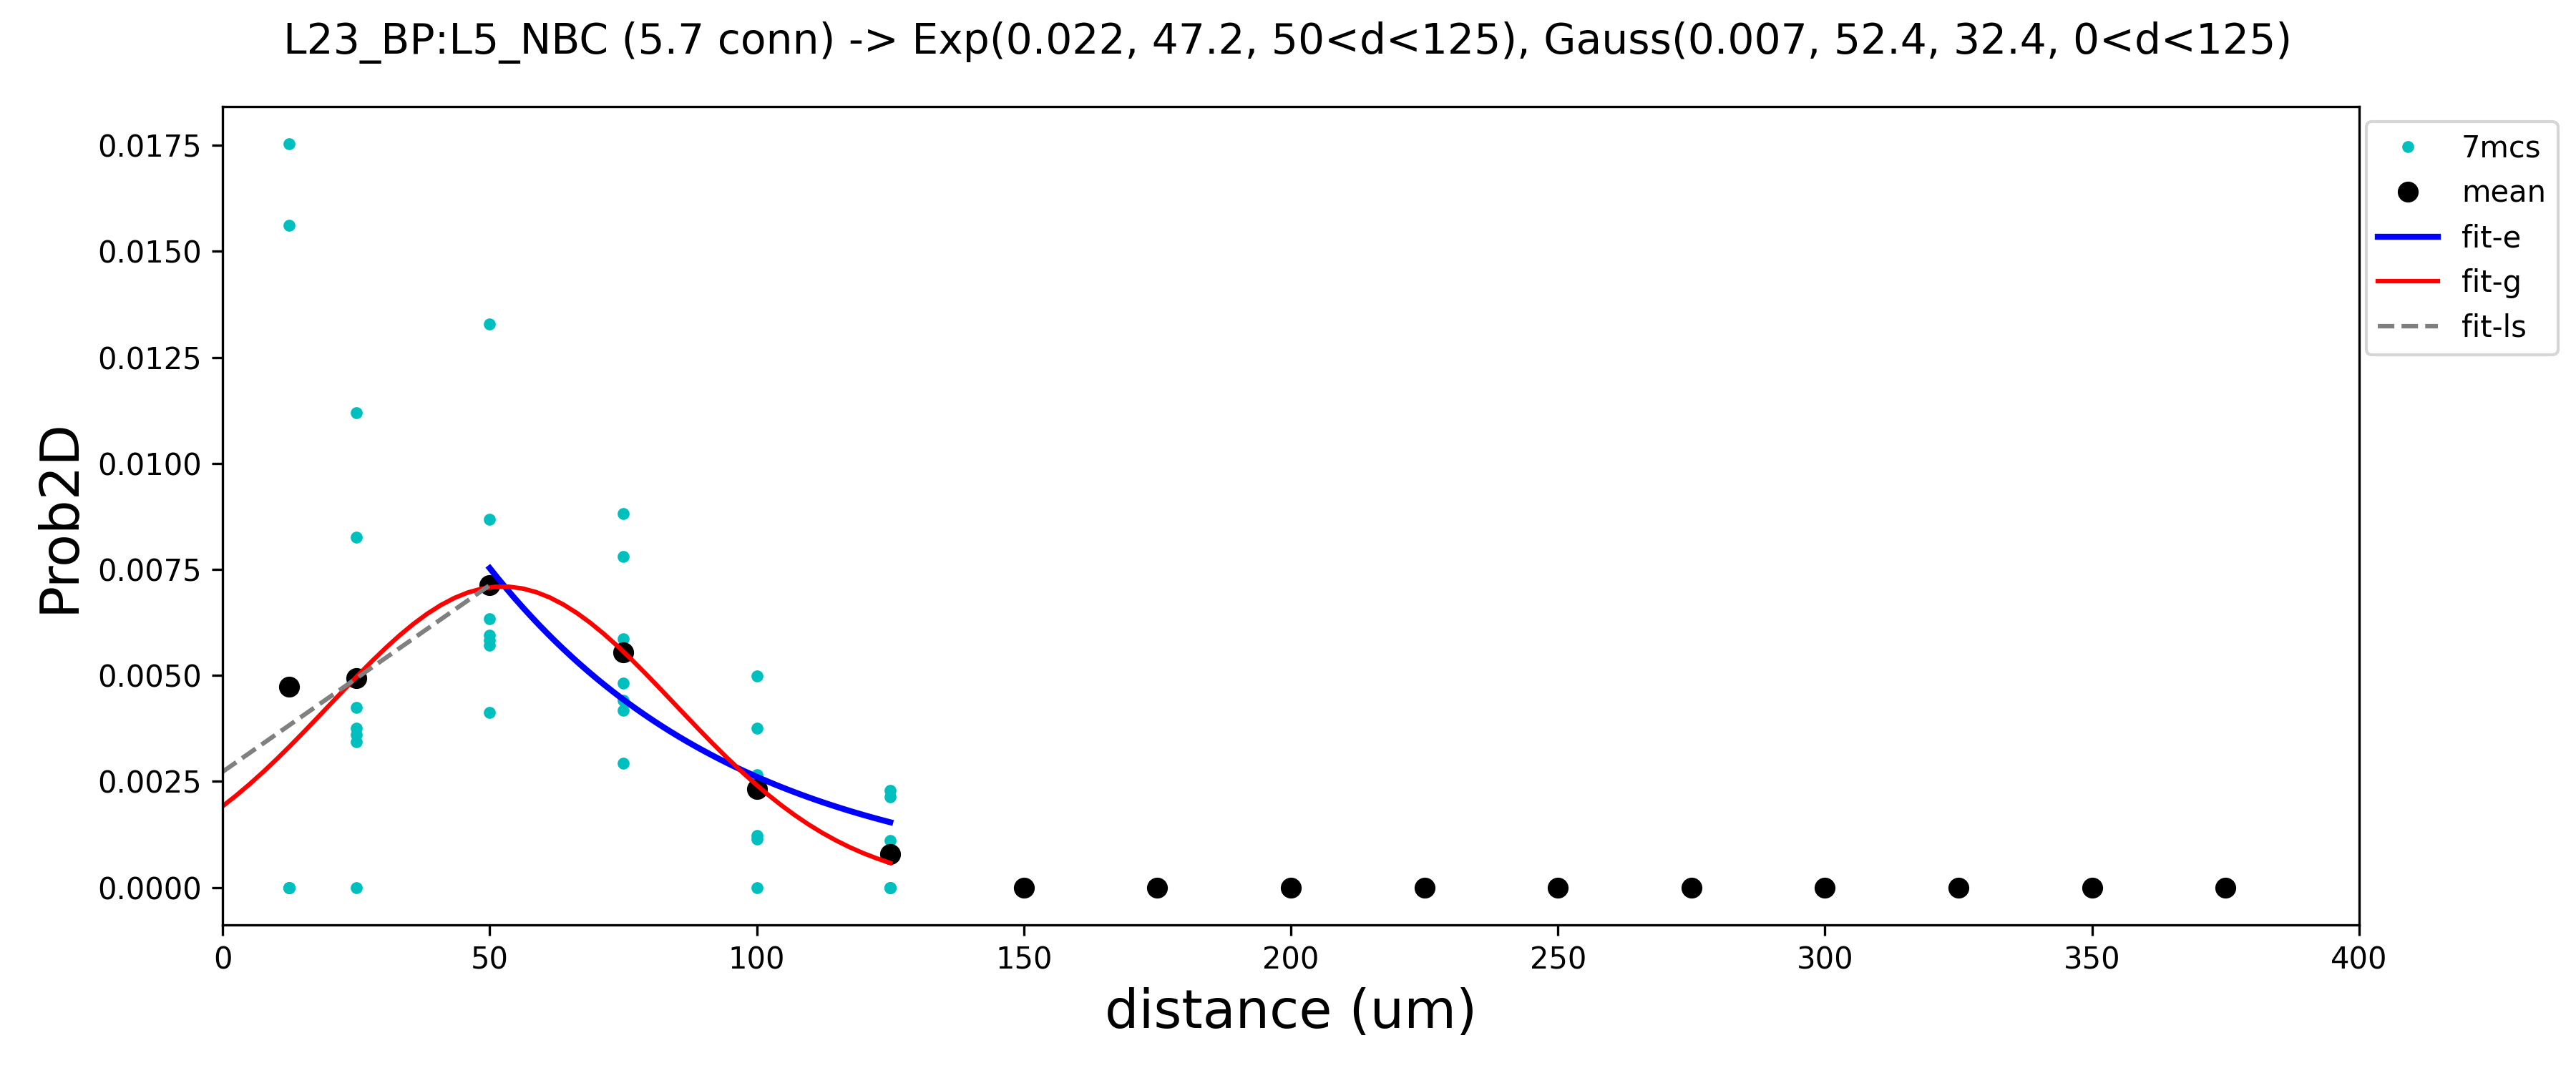 L23_BP:L5_NBC (5.7 conn) -> Exp(0.022, 47.2, 50<d<125), Gauss(0.007, 52.4, 32.4, 0<d<125)
0.0175
0.0150
0.0125
0.0100
0.0075
0.0050
0.0025
0.0000
Prob2D
7mcs
mean
fit-e
fit-g
fit-ls
0 50 100 150 200 250 300 350 400
distance (um)